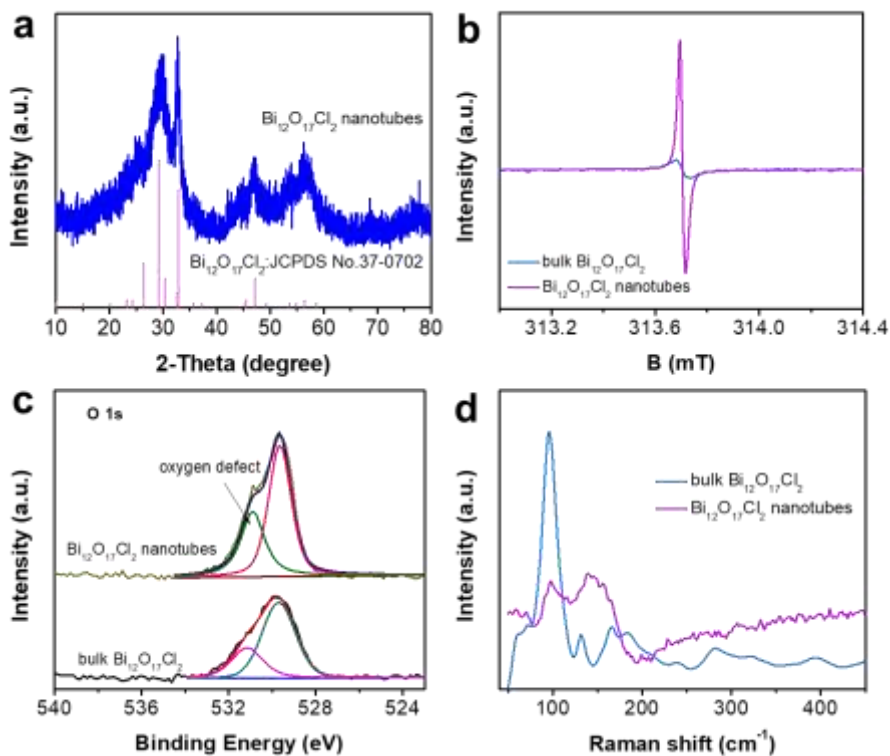 a
Intensity (a.u.)
Bi₁₂O₁₇Cl₂ nanotubes
Bi₁₂O₁₇Cl₂:JCPDS No.37-0702
10 20 30 40 50 60 70 80
2-Theta (degree)
b
Intensity (a.u.)
bulk Bi₁₂O₁₇Cl₂
Bi₁₂O₁₇Cl₂ nanotubes
313.2 313.6 314.0 314.4
B (mT)
c
O 1s
Intensity (a.u.)
oxygen defect
Bi₁₂O₁₇Cl₂ nanotubes
bulk Bi₁₂O₁₇Cl₂
540 536 532 528 524
Binding Energy (eV)
d
Intensity (a.u.)
bulk Bi₁₂O₁₇Cl₂
Bi₁₂O₁₇Cl₂ nanotubes
100 200 300 400
Raman shift (cm⁻¹)